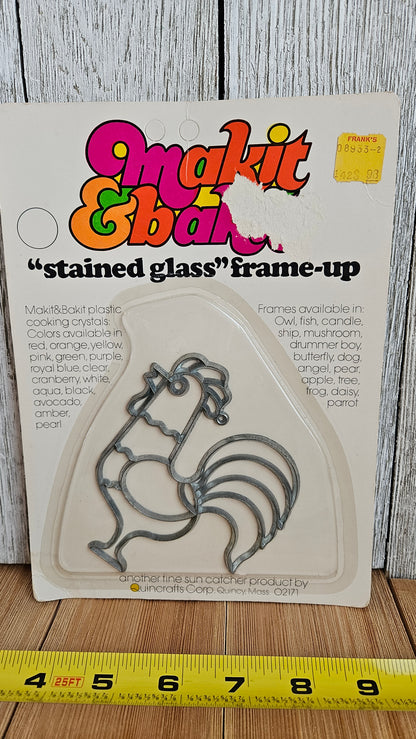 makit
& bak
FRANK'S
08933-2
"stained glass" frame-up
Makit&Bakit plastic
cooking crystals:
Colors available in
red, orange, yellow,
pink, green, purple,
royal blue, clear,
cranberry, white,
aqua, black,
avocado,
amber,
pearl
Frames available in:
Owl, fish, candle,
ship, mushroom,
drummer boy,
butterfly, dog,
angel, pear,
apple, tree,
frog, daisy,
parrot
another fine sun catcher product by
Quincrafts Corp. Quincy, Mass. 02171
4 25FT 5 6 7 8 9